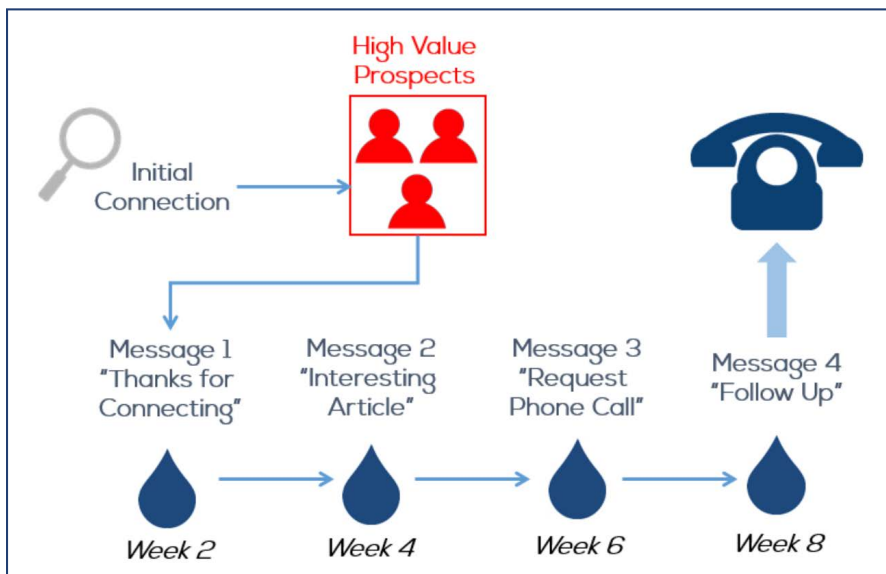 High Value
Prospects
Initial
Connection
Message 1
"Thanks for
Connecting"
Message 2
"Interesting
Article"
Message 3
"Request
Phone Call"
Message 4
"Follow Up"
Week 2
Week 4
Week 6
Week 8